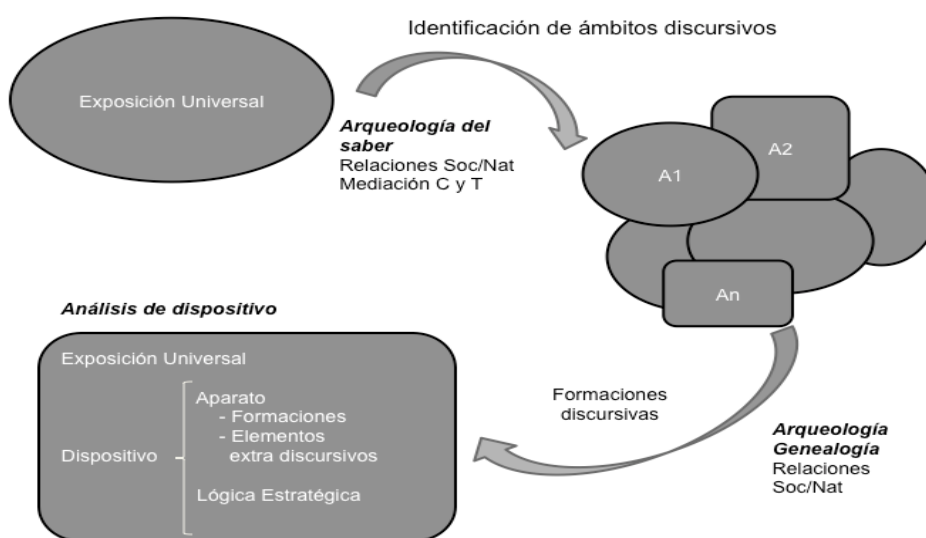 Identificación de ámbitos discursivos
Exposición Universal
Arqueología del
saber
Relaciones Soc/Nat
Mediación C y T
A1
A2
An
Formaciones
discursivas
Arqueología
Genealogía
Relaciones
Soc/Nat
Análisis de dispositivo
Exposición Universal
Dispositivo
Aparato
- Formaciones
- Elementos
extra discursivos
Lógica Estratégica